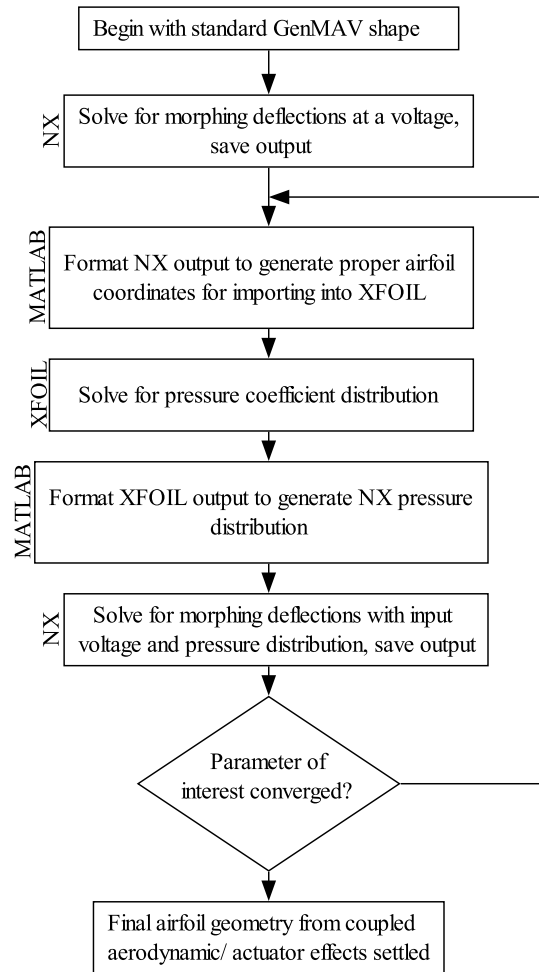 Begin with standard GenMAV shape
NX
Solve for morphing deflections at a voltage,
save output
MATLAB
Format NX output to generate proper airfoil
coordinates for importing into XFOIL
XFOIL
Solve for pressure coefficient distribution
MATLAB
Format XFOIL output to generate NX pressure
distribution
NX
Solve for morphing deflections with input
voltage and pressure distribution, save output
Parameter of
interest converged?
Final airfoil geometry from coupled
aerodynamic/ actuator effects settled